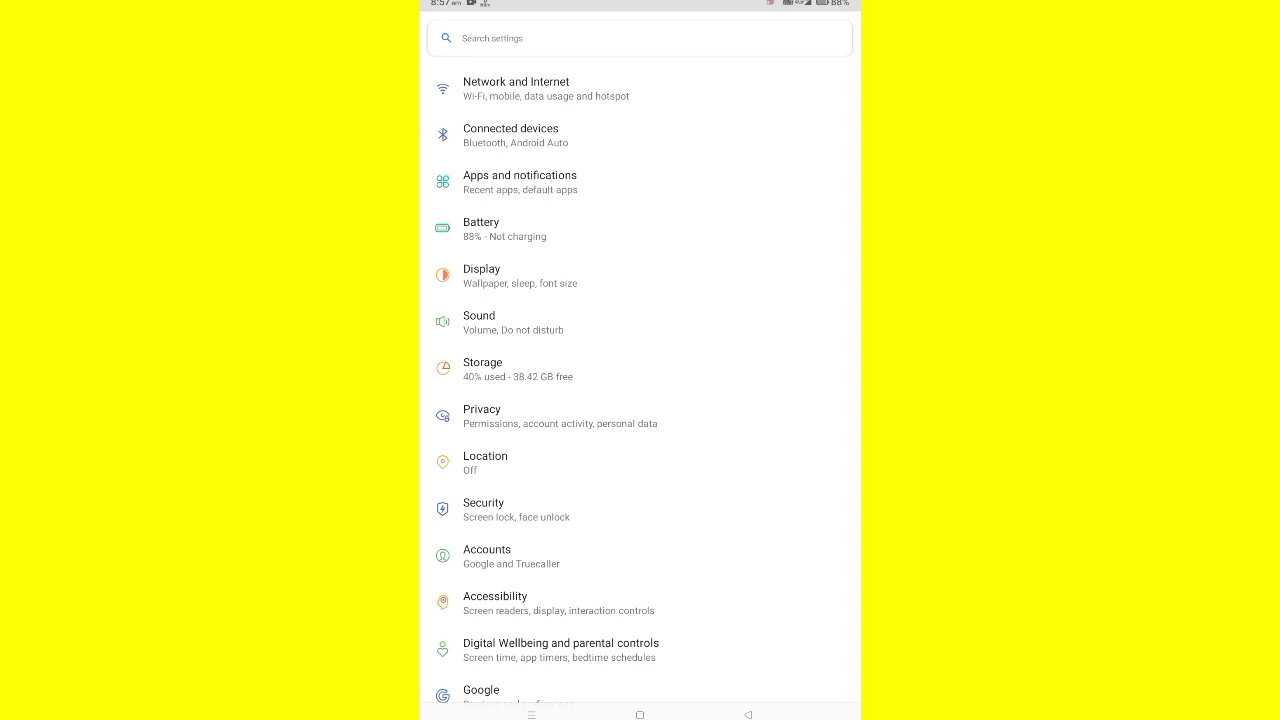 8:57 am 88%
Search settings
Network and Internet
Wi-Fi, mobile, data usage and hotspot
Connected devices
Bluetooth, Android Auto
Apps and notifications
Recent apps, default apps
Battery
88% - Not charging
Display
Wallpaper, sleep, font size
Sound
Volume, Do not disturb
Storage
40% used - 38.42 GB free
Privacy
Permissions, account activity, personal data
Location
Off
Security
Screen lock, face unlock
Accounts
Google and Truecaller
Accessibility
Screen readers, display, interaction controls
Digital Wellbeing and parental controls
Screen time, app timers, bedtime schedules
Google